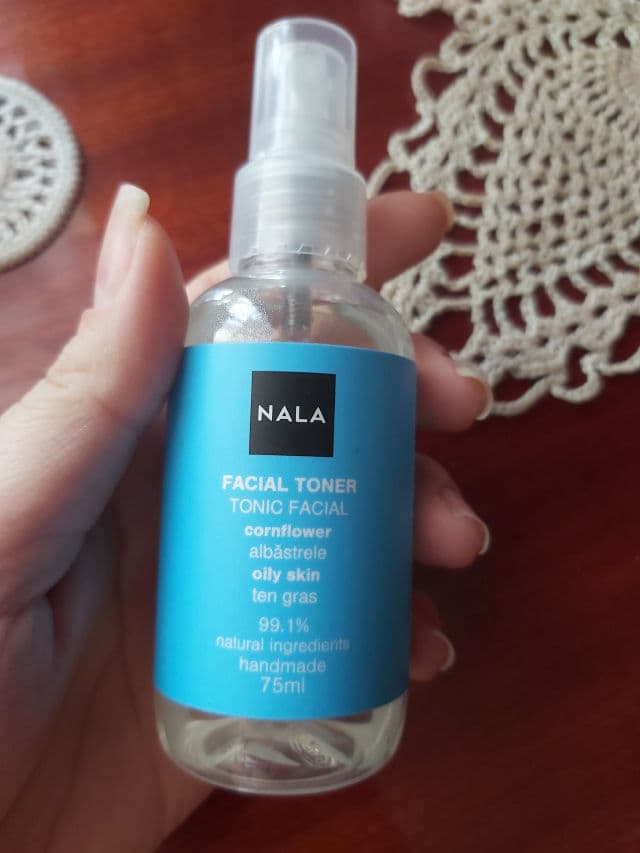 NALA
FACIAL TONER
TONIC FACIAL
cornflower
albăstrele
oily skin
ten gras
99.1%
natural ingredients
handmade
75ml